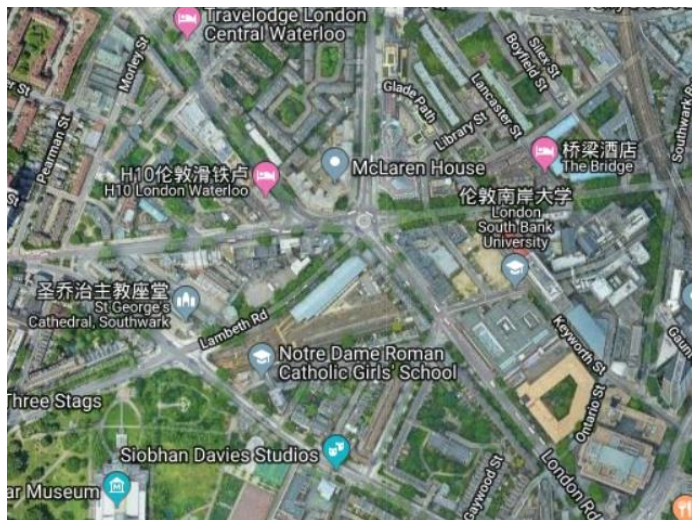 Travelodge London
Central Waterloo
Morley St
Silex St
Boyfield St
Glade Path
Lancaster St
Library St
Southwark
Pearman St
St
H10伦敦滑铁卢
H10 London Waterloo
McLaren House
桥梁酒店
The Bridge
伦敦南岸大学
London
South Bank
University
圣乔治主教座堂
St George's
Cathedral, Southwark
Lambeth Rd
Notre Dame Roman
Catholic Girls' School
Keyworth St
Ontario St
Three Stags
Siobhan Davies Studios
ar Museum
Gaywood St
London Rd